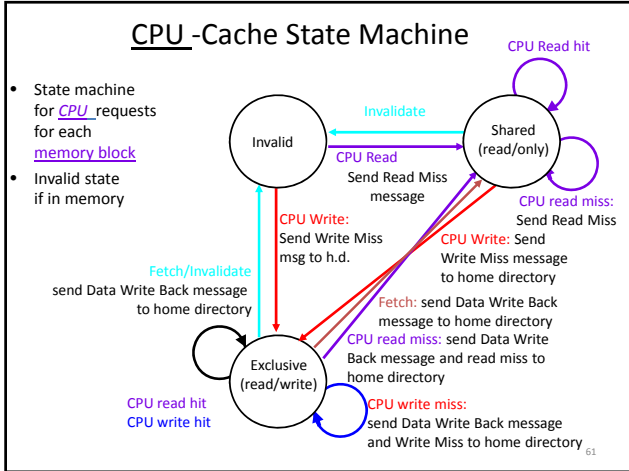 CPU -Cache State Machine
• State machine
for CPU requests
for each
memory block
• Invalid state
if in memory
CPU Read hit
Invalidate
Invalid
Shared
(read/only)
CPU Read
Send Read Miss
message
CPU read miss:
Send Read Miss
CPU Write:
Send Write Miss
msg to h.d.
CPU Write: Send
Write Miss message
to home directory
Fetch/Invalidate
send Data Write Back message
to home directory
Fetch: send Data Write Back
message to home directory
CPU read miss: send Data Write
Back message and read miss to
home directory
Exclusive
(read/write)
CPU read hit
CPU write hit
CPU write miss:
send Data Write Back message
and Write Miss to home directory
61